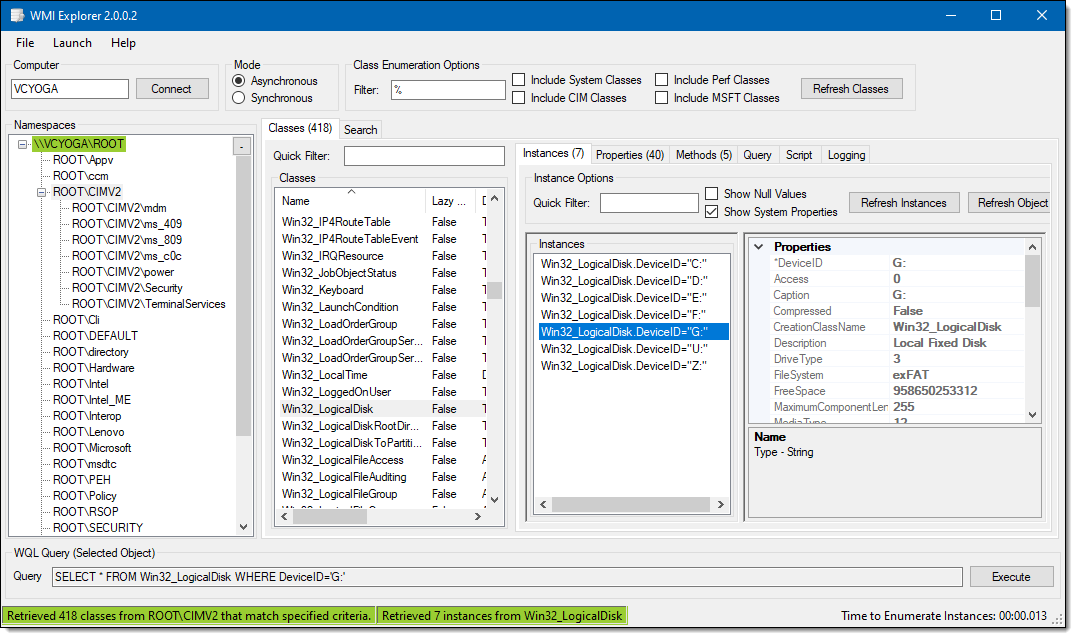 WMI Explorer 2.0.0.2
File Launch Help
Computer
VCYOGA
Connect
Mode
Asynchronous
Synchronous
Class Enumeration Options
Filter: %
Include System Classes
Include Perf Classes
Include CIM Classes
Include MSFT Classes
Refresh Classes
Namespaces
\\VCYOGA\ROOT
-
ROOT\Appv
ROOT\ccm
ROOT\CIMV2
ROOT\CIMV2\mdm
ROOT\CIMV2\ms_409
ROOT\CIMV2\ms_809
ROOT\CIMV2\ms_c0c
ROOT\CIMV2\power
ROOT\CIMV2\Security
ROOT\CIMV2\TerminalServices
ROOT\Cli
ROOT\DEFAULT
ROOT\directory
ROOT\Hardware
ROOT\Intel
ROOT\Intel_ME
ROOT\Interop
ROOT\Lenovo
ROOT\Microsoft
ROOT\msdtc
ROOT\PEH
ROOT\Policy
ROOT\RSOP
ROOT\SECURITY
Classes (418) Search
Quick Filter:
Classes
Name Lazy ...
Win32_IP4RouteTable False
Win32_IP4RouteTableEvent False
Win32_IRQResource False
Win32_JobObjectStatus False
Win32_Keyboard False
Win32_LaunchCondition False
Win32_LoadOrderGroup False
Win32_LoadOrderGroupSer... False
Win32_LoadOrderGroupSer... False
Win32_LocalTime False
Win32_LoggedOnUser False
Win32_LogicalDisk False
Win32_LogicalDiskRootDir... False
Win32_LogicalDiskToPartiti... False
Win32_LogicalFileAccess False
Win32_LogicalFileAuditing False
Win32_LogicalFileGroup False
Instances (7) Properties (40) Methods (5) Query Script Logging
Instance Options
Quick Filter:
Show Null Values
Show System Properties
Refresh Instances
Refresh Object
Instances
Win32_LogicalDisk.DeviceID="C:"
Win32_LogicalDisk.DeviceID="D:"
Win32_LogicalDisk.DeviceID="E:"
Win32_LogicalDisk.DeviceID="F:"
Win32_LogicalDisk.DeviceID="G:"
Win32_LogicalDisk.DeviceID="U:"
Win32_LogicalDisk.DeviceID="Z:"
Properties
*DeviceID G:
Access 0
Caption G:
Compressed False
CreationClassName Win32_LogicalDisk
Description Local Fixed Disk
DriveType 3
FileSystem exFAT
FreeSpace 958650253312
MaximumComponentLen 255
MediaType 12
Name
Type - String
WQL Query (Selected Object)
Query SELECT * FROM Win32_LogicalDisk WHERE DeviceID='G:'
Execute
Retrieved 418 classes from ROOT\CIMV2 that match specified criteria. Retrieved 7 instances from Win32_LogicalDisk
Time to Enumerate Instances: 00:00.013